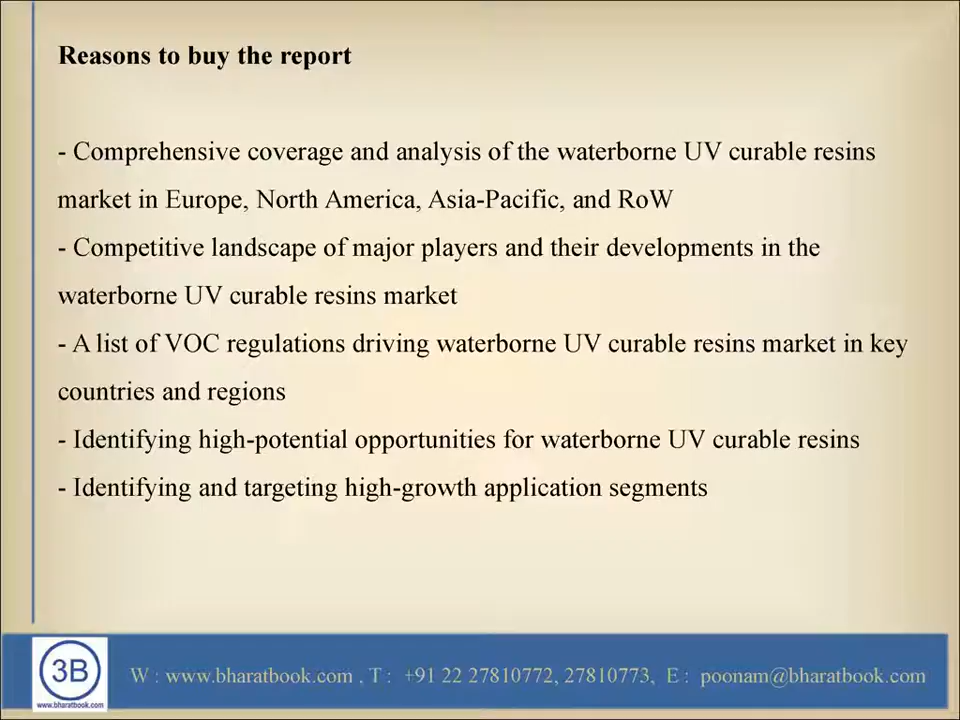 Reasons to buy the report
- Comprehensive coverage and analysis of the waterborne UV curable resins
market in Europe, North America, Asia-Pacific, and RoW
- Competitive landscape of major players and their developments in the
waterborne UV curable resins market
- A list of VOC regulations driving waterborne UV curable resins market in key
countries and regions
- Identifying high-potential opportunities for waterborne UV curable resins
- Identifying and targeting high-growth application segments
3B
www.bharatbook.com
W : www.bharatbook.com , T : +91 22 27810772, 27810773, E : poonam@bharatbook.com